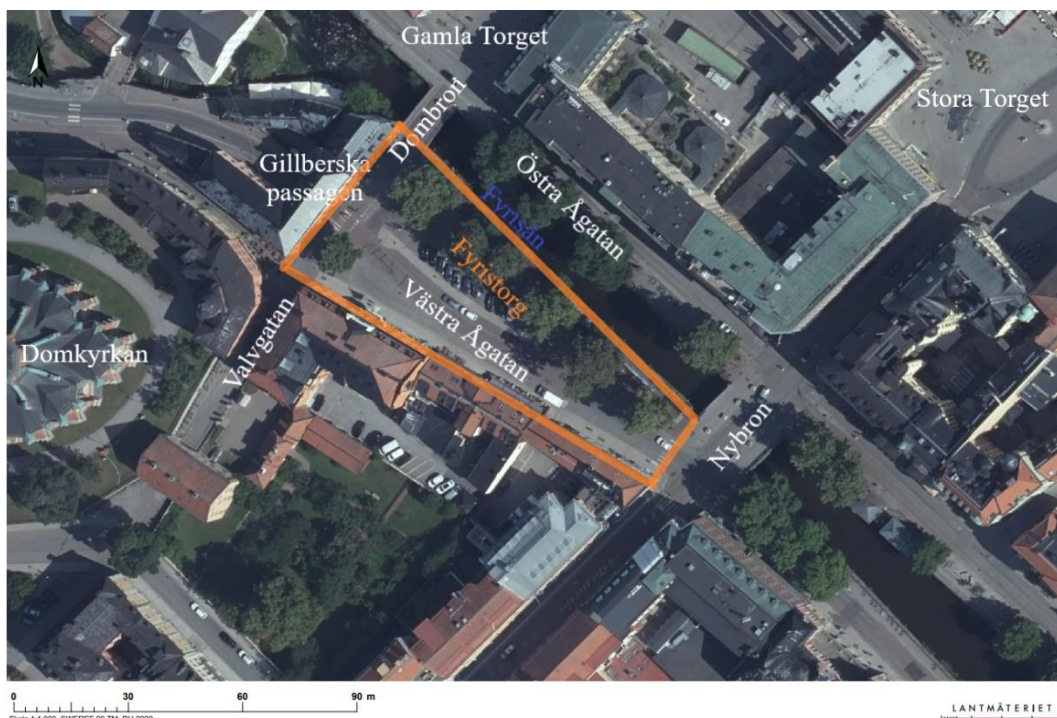 Gamla Torget
N
Stora Torget
Dombron
Gillberska
passagen
Östra Ågatan
Fyrisån
Fyristorg
Västra Ågatan
Valvgatan
Domkyrkan
Nybron
0 30 60 90 m
LANTMÄTERIET